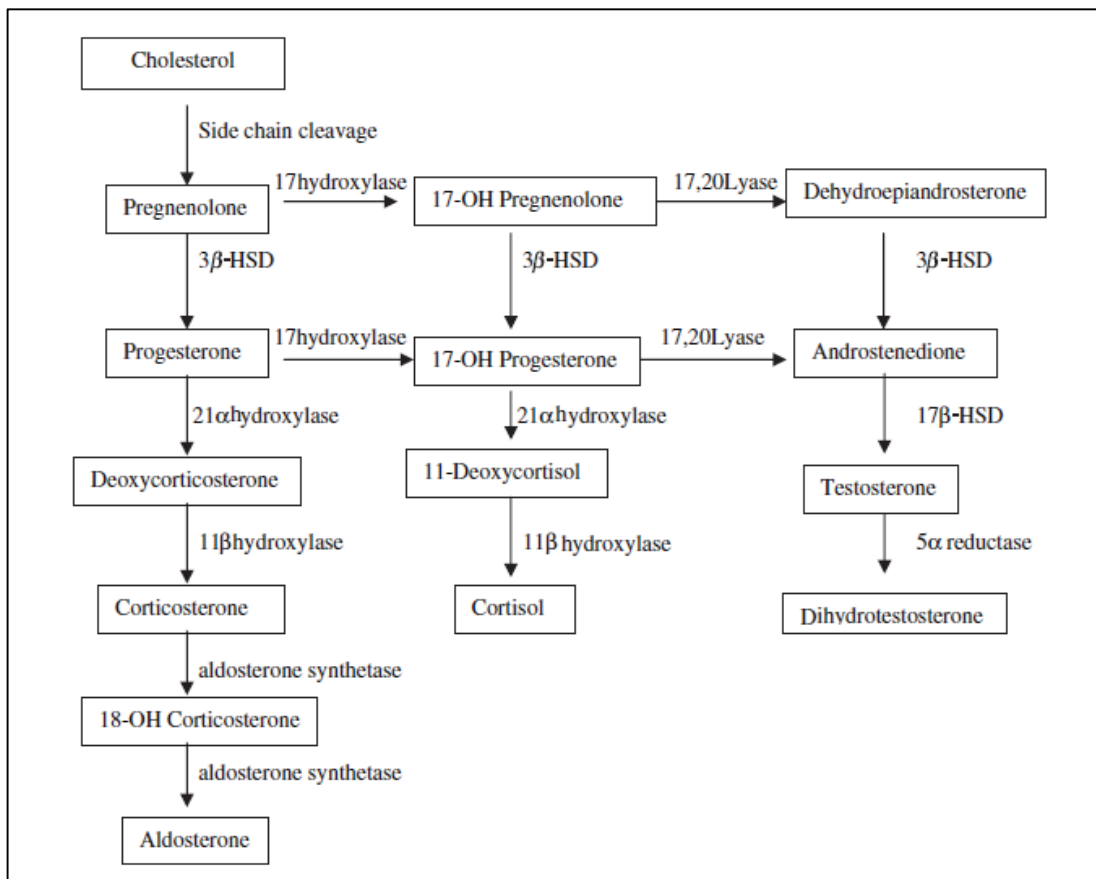 Cholesterol
Side chain cleavage
17hydroxylase
17,20Lyase
Pregnenolone
17-OH Pregnenolone
Dehydroepiandrosterone
3β-HSD
3β-HSD
3β-HSD
17hydroxylase
17,20Lyase
Progesterone
17-OH Progesterone
Androstenedione
21αhydroxylase
21αhydroxylase
17β-HSD
Deoxycorticosterone
11-Deoxycortisol
Testosterone
11βhydroxylase
11βhydroxylase
5α reductase
Corticosterone
Cortisol
Dihydrotestosterone
aldosterone synthetase
18-OH Corticosterone
aldosterone synthetase
Aldosterone